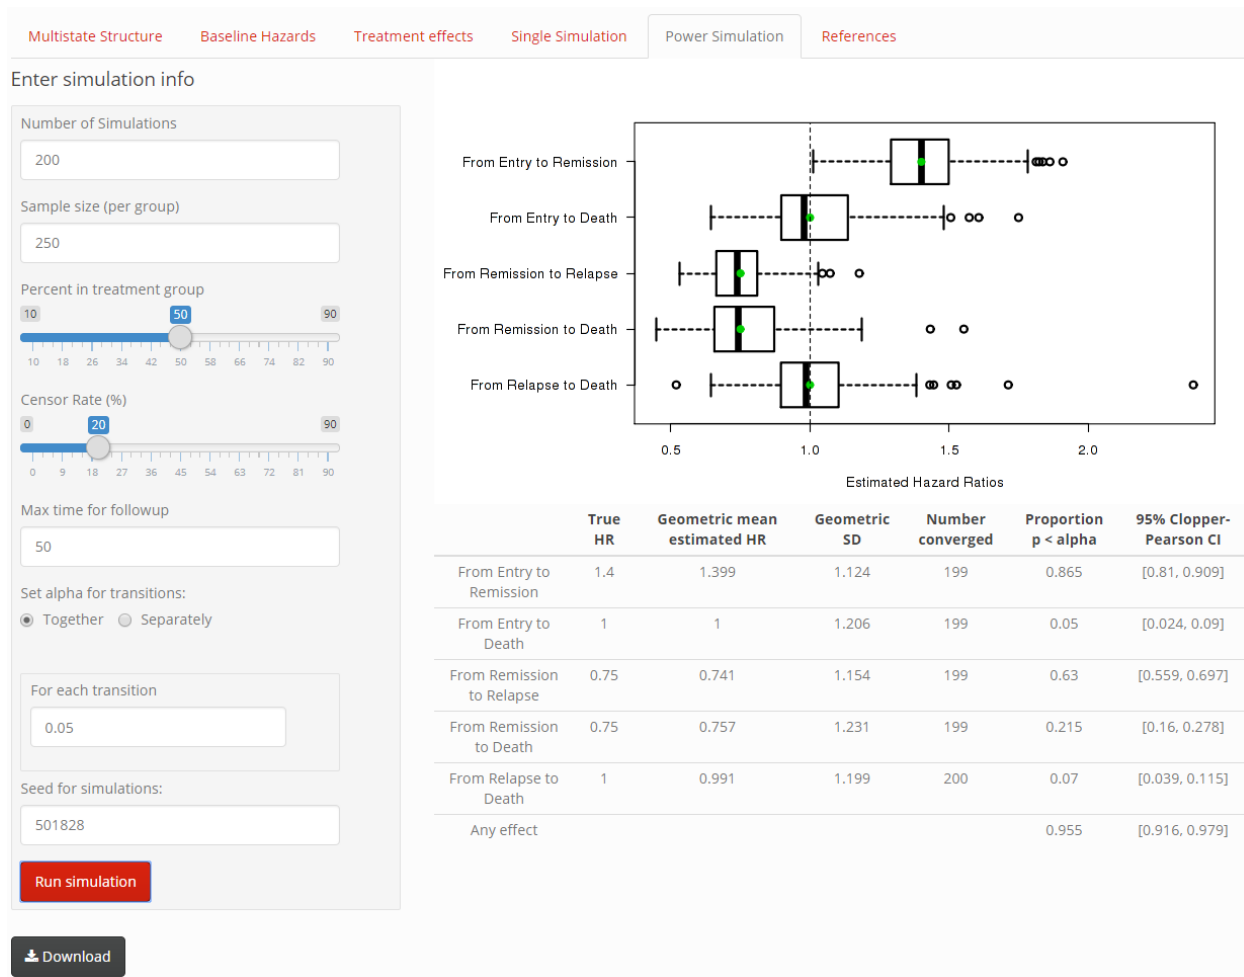 Multistate Structure Baseline Hazards Treatment effects Single Simulation Power Simulation References
Enter simulation info
Number of Simulations
200
Sample size (per group)
250
Percent in treatment group
10 50 90
10 18 26 34 42 50 58 66 74 82 90
Censor Rate (%)
0 20 90
0 9 18 27 36 45 54 63 72 81 90
Max time for followup
50
Set alpha for transitions:
Together Separately
For each transition
0.05
Seed for simulations:
501828
Run simulation
Download
From Entry to Remission
From Entry to Death
From Remission to Relapse
From Remission to Death
From Relapse to Death
0.5 1.0 1.5 2.0
Estimated Hazard Ratios
True Geometric mean Geometric Number Proportion 95% Clopper-
HR estimated HR SD converged p < alpha Pearson CI
From Entry to 1.4 1.399 1.124 199 0.865 [0.81, 0.909]
Remission
From Entry to 1 1 1.206 199 0.05 [0.024, 0.09]
Death
From Remission 0.75 0.741 1.154 199 0.63 [0.559, 0.697]
to Relapse
From Remission 0.75 0.757 1.231 199 0.215 [0.16, 0.278]
to Death
From Relapse to 1 0.991 1.199 200 0.07 [0.039, 0.115]
Death
Any effect 0.955 [0.916, 0.979]